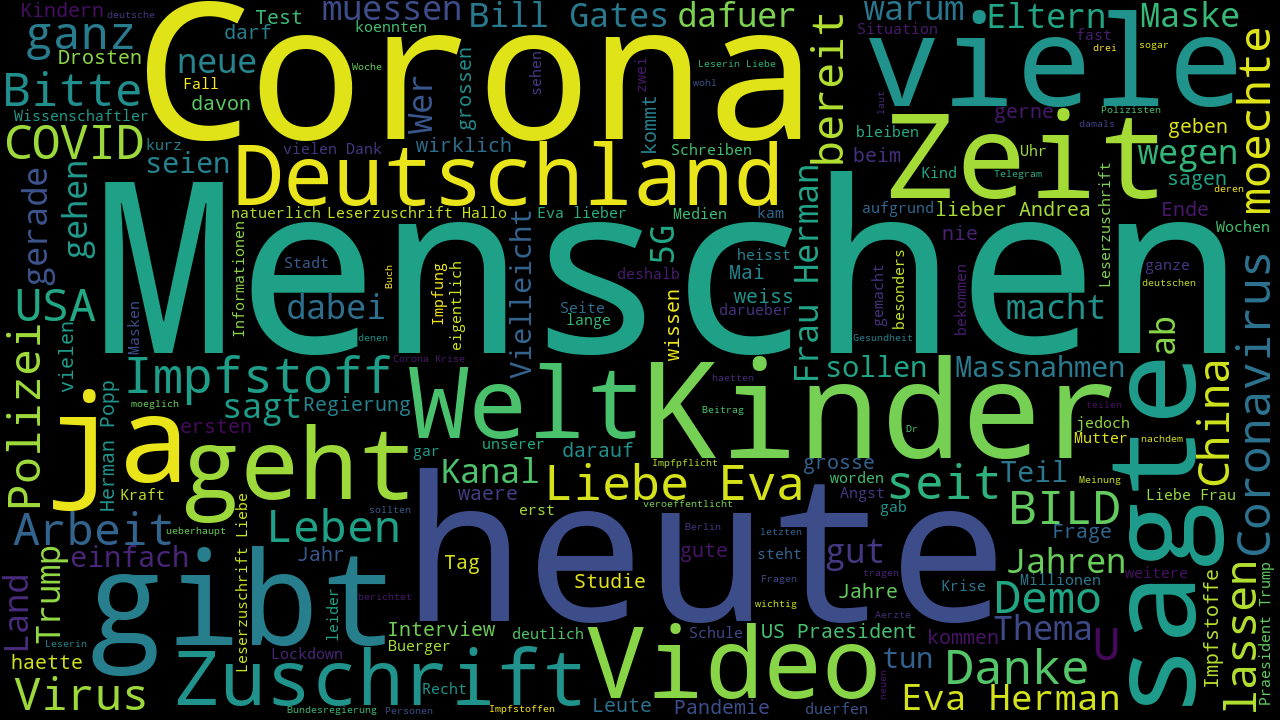 Kindern
deutsche
Test
koennten
muessen
Bill Gates
dafuer
warum
Situation
Eltern
Maske
fast
drei
sogar
ganz
darf
Drosten
neue
Corona
Woche
Fall
Bitte
davon
Wissenschaftler
Wer
grossen
sehen
zwei
Leserin Liebe
wohl
kommt
bereit
viele
laut
gerne
Polizisten
damals
geben
moechte
COVID
kurz
seien
vielen Dank
wirklich
Schreiben
bleiben
beim
Zeit
Uhr
Kind
Telegram
wegen
sagen
deren
Deutschland
gerade
gehen
natuerlich
Leserzuschrift Hallo
Eva lieber
Medien
kam
Frau Herman
aufgrund
lieber Andrea
nie
Leserzuschrift
Ende
Wochen
Informationen
Menschen
Stadt
Buch
Impfung
eigentlich
Vielleicht
5G
deshalb
heisst
Mai
weiss
darueber
gemacht
besonders
bekommen
ganze
deutschen
USA
dabei
Seite
lange
wissen
macht
Masken
denen
Gesundheit
ab
Coronavirus
Polizei
vielen
Impfstoff
Corona Krise
Welt
Kinder
haetten
sollen
Massnahmen
sagte
China
moeglich
sagt
Regierung
Beitrag
Dr
teilen
jedoch
Mutter
nachdem
ja
ersten
Herman Popp
geht
gar
unserer
darauf
Impfpflicht
grosse
Meinung
Kanal
Liebe Eva
worden
seit
Teil
Kraft
waere
erst
veroeffentlicht
Angst
gab
BILD
Liebe Frau
Arbeit
ueberhaupt
Leserzuschrift Liebe
Leben
sollten
heute
Berlin
letzten
Frage
einfach
Jahr
Tag
gute
steht
gut
Jahren
Trump
Land
gibt
leider
berichtet
Studie
Fragen
tragen
Jahre
Krise
Millionen
weitere
wichtig
Aerzte
Demo
Impfstoffe
lassen
Praesident Trump
Leserin
Interview
Buerger
deutlich
Video
Schule
US Praesident
kommen
Thema
U
haette
Lockdown
Zuschrift
Recht
tun
neuen
Danke
Virus
Bundesregierung
Personen
Impfstoffen
Leute
Pandemie
duerfen
Eva Herman